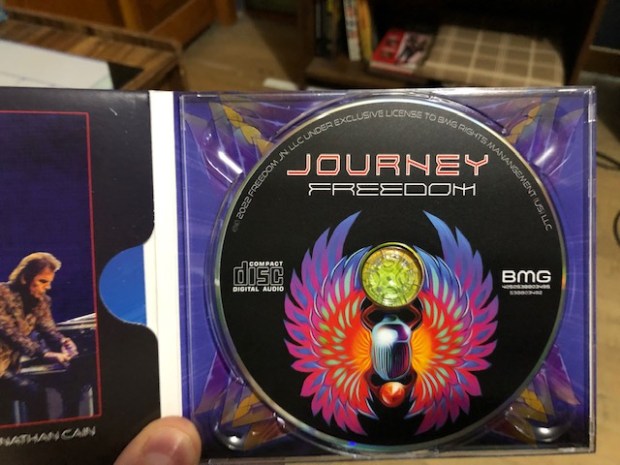 © 2022 FREEDOM JN, LLC UNDER EXCLUSIVE LICENSE TO BMG RIGHTS MANANGEMENT (US) LLC
JOURNEY
FREEDOM
COMPACT
disc
DIGITAL AUDIO
BMG
NATHAN CAIN